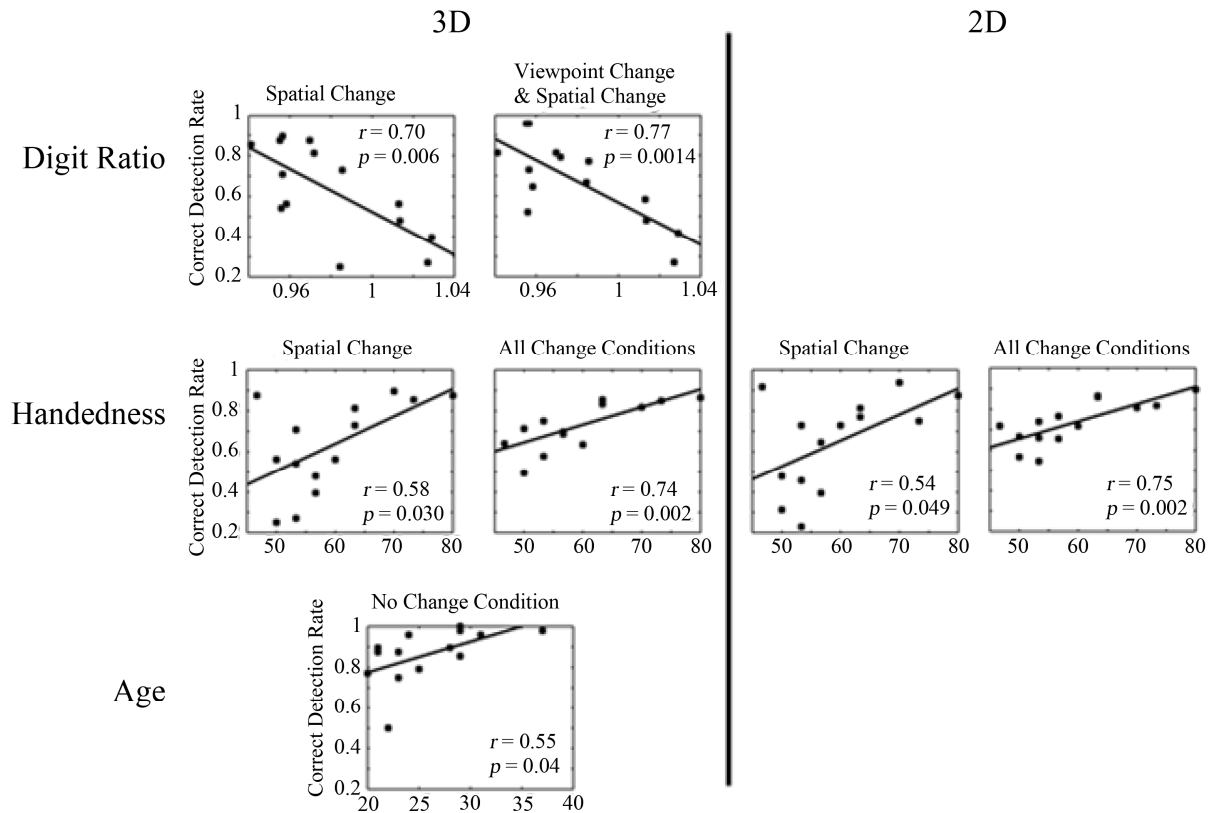 3D
2D
Digit Ratio
Spatial Change
Correct Detection Rate
1
0.8
0.6
0.4
0.2
r = 0.70
p = 0.006
0.96
1
1.04
Viewpoint Change
& Spatial Change
r = 0.77
p = 0.0014
0.96
1
1.04
Handedness
Spatial Change
Correct Detection Rate
1
0.8
0.6
0.4
0.2
r = 0.58
p = 0.030
50
60
70
80
All Change Conditions
r = 0.74
p = 0.002
50
60
70
80
Spatial Change
r = 0.54
p = 0.049
50
60
70
80
All Change Conditions
r = 0.75
p = 0.002
50
60
70
80
Age
No Change Condition
Correct Detection Rate
1
0.8
0.6
0.4
0.2
r = 0.55
p = 0.04
20
25
30
35
40